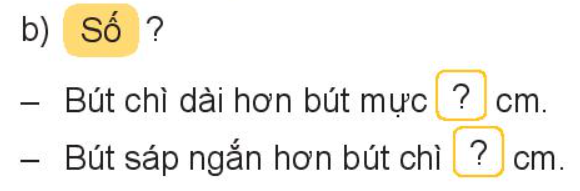 b) Số ?
– Bút chì dài hơn bút mực ? cm.
– Bút sáp ngắn hơn bút chì ? cm.